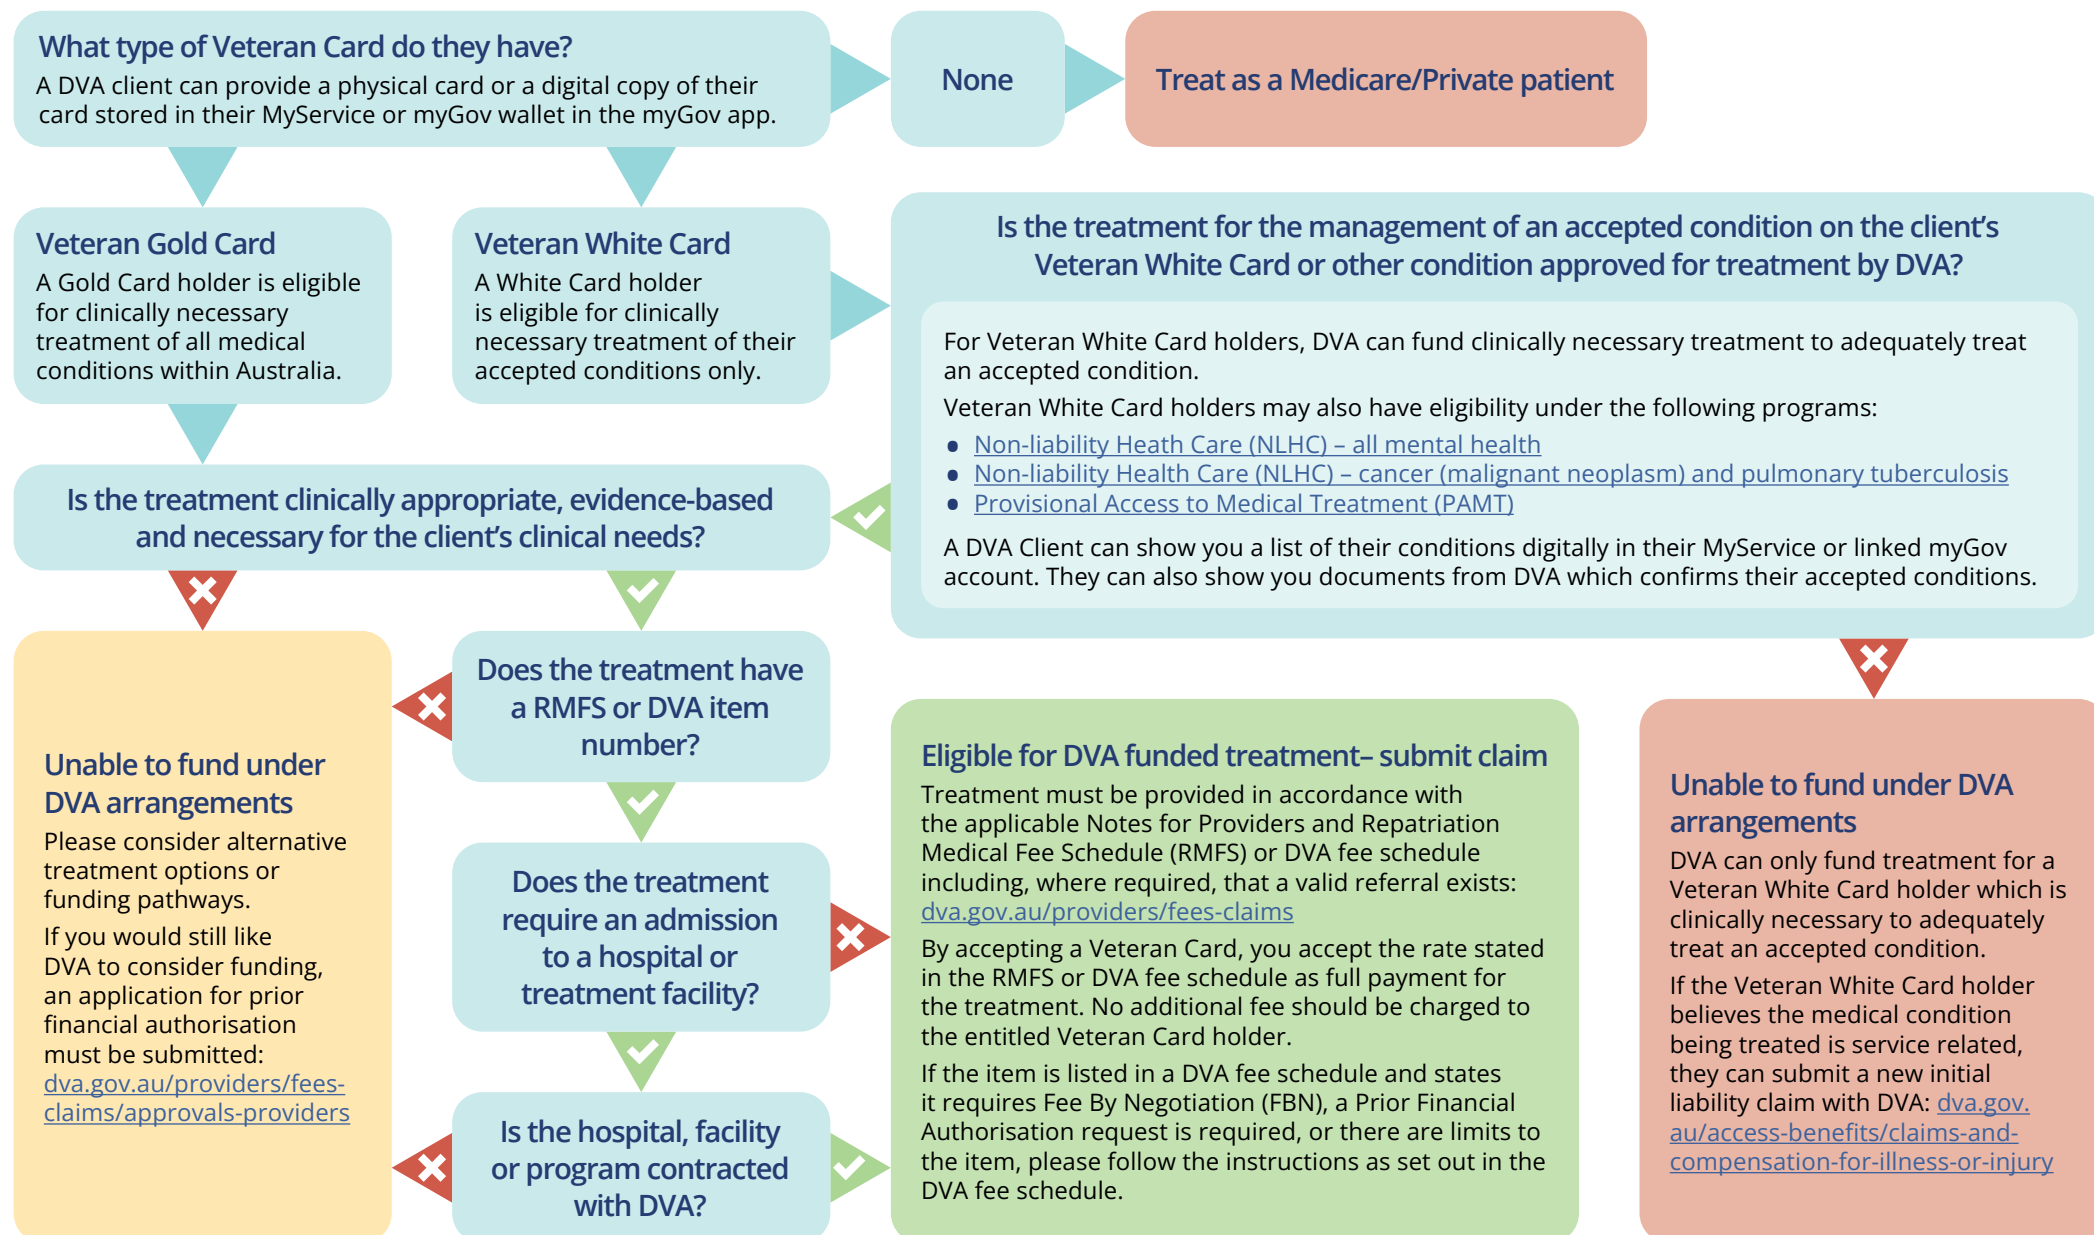 What type of Veteran Card do they have?
A DVA client can provide a physical card or a digital copy of their
card stored in their MyService or myGov wallet in the myGov app.
None
Treat as a Medicare/Private patient
Veteran Gold Card
A Gold Card holder is eligible
for clinically necessary
treatment of all medical
conditions within Australia.
Veteran White Card
A White Card holder
is eligible for clinically
necessary treatment of their
accepted conditions only.
Is the treatment for the management of an accepted condition on the client’s
Veteran White Card or other condition approved for treatment by DVA?
For Veteran White Card holders, DVA can fund clinically necessary treatment to adequately treat
an accepted condition.
Veteran White Card holders may also have eligibility under the following programs:
• Non-liability Heath Care (NLHC) – all mental health
• Non-liability Health Care (NLHC) – cancer (malignant neoplasm) and pulmonary tuberculosis
• Provisional Access to Medical Treatment (PAMT)
A DVA Client can show you a list of their conditions digitally in their MyService or linked myGov
account. They can also show you documents from DVA which confirms their accepted conditions.
Is the treatment clinically appropriate, evidence-based
and necessary for the client’s clinical needs?
Unable to fund under
DVA arrangements
Please consider alternative
treatment options or
funding pathways.
If you would still like
DVA to consider funding,
an application for prior
financial authorisation
must be submitted:
dva.gov.au/providers/fees-
claims/approvals-providers
Does the treatment have
a RMFS or DVA item
number?
Does the treatment
require an admission
to a hospital or
treatment facility?
Is the hospital, facility
or program contracted
with DVA?
Eligible for DVA funded treatment– submit claim
Treatment must be provided in accordance with
the applicable Notes for Providers and Repatriation
Medical Fee Schedule (RMFS) or DVA fee schedule
including, where required, that a valid referral exists:
dva.gov.au/providers/fees-claims
By accepting a Veteran Card, you accept the rate stated
in the RMFS or DVA fee schedule as full payment for
the treatment. No additional fee should be charged to
the entitled Veteran Card holder.
If the item is listed in a DVA fee schedule and states
it requires Fee By Negotiation (FBN), a Prior Financial
Authorisation request is required, or there are limits to
the item, please follow the instructions as set out in the
DVA fee schedule.
Unable to fund under DVA
arrangements
DVA can only fund treatment for a
Veteran White Card holder which is
clinically necessary to adequately
treat an accepted condition.
If the Veteran White Card holder
believes the medical condition
being treated is service related,
they can submit a new initial
liability claim with DVA: dva.gov.
au/access-benefits/claims-and-
compensation-for-illness-or-injury